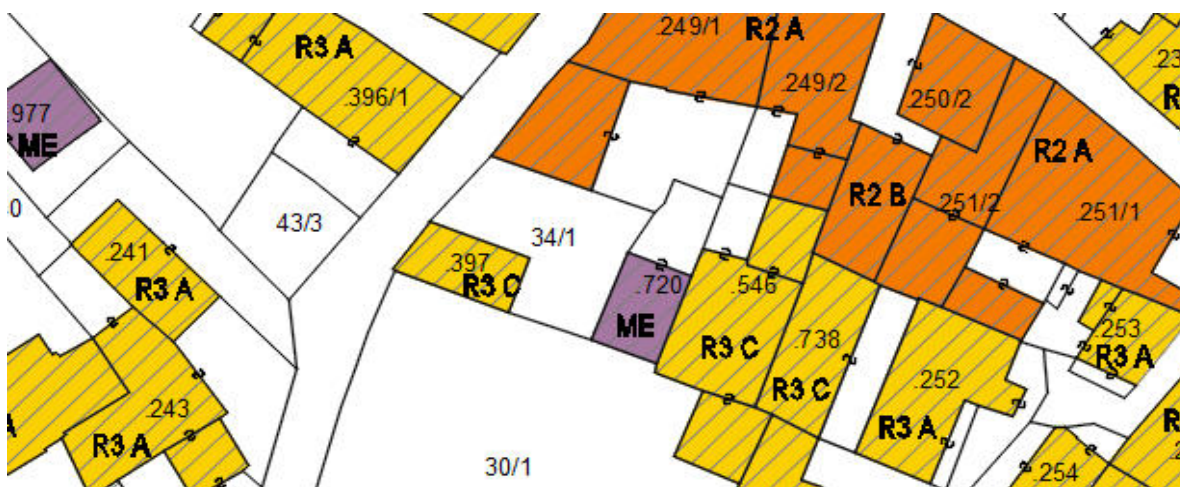 .249/1
R2 A
R3 A
.396/1
.249/2
.250/2
.23
R
.977
ME
R2 A
R2 B
.251/2
.251/1
43/3
34/1
.241
R3 A
.397
R3 C
.720
ME
.546
R3 C
.738
R3 C
.253
R3 A
.252
R3 A
.243
R3 A
A
30/1
.254
R